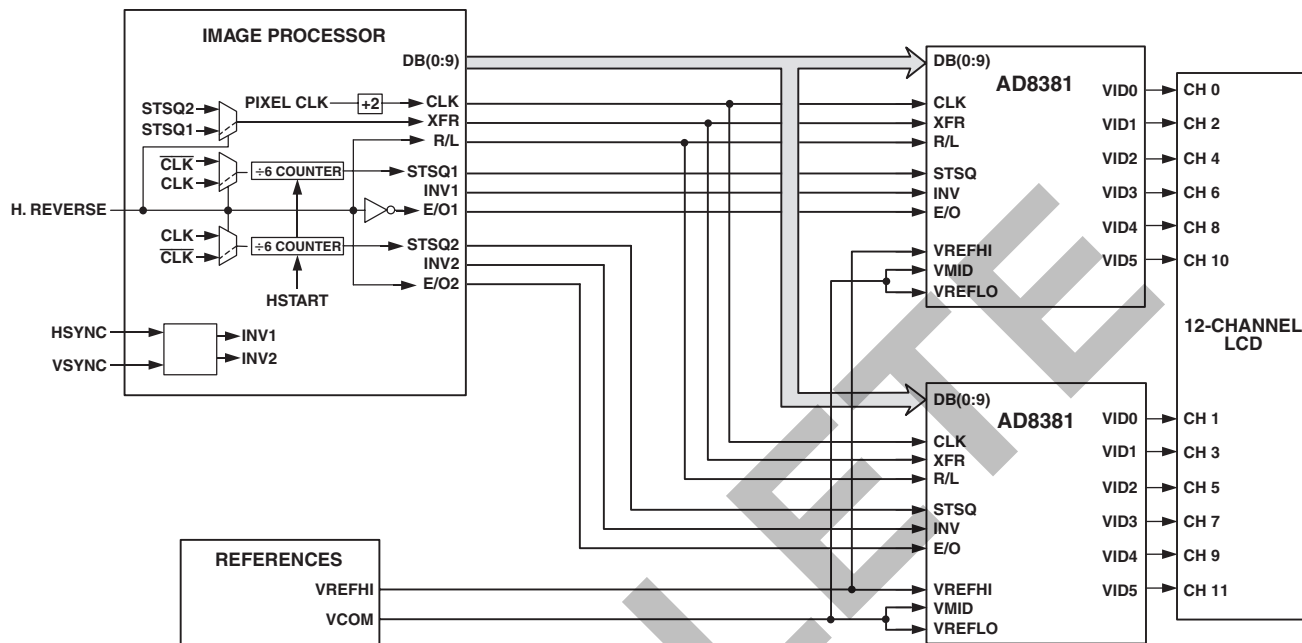 IMAGE PROCESSOR
DB(0:9)
STSQ2
STSQ1
PIXEL CLK
÷2
CLK
XFR
R/L
CLK
CLK
÷6 COUNTER
STSQ1
INV1
E/O1
H. REVERSE
CLK
CLK
÷6 COUNTER
STSQ2
INV2
E/O2
HSTART
HSYNC
VSYNC
INV1
INV2
REFERENCES
VREFHI
VCOM
DB(0:9)
AD8381
CLK
XFR
R/L
STSQ
INV
E/O
VREFHI
VMID
VREFLO
VID0
VID1
VID2
VID3
VID4
VID5
DB(0:9)
AD8381
CLK
XFR
R/L
STSQ
INV
E/O
VREFHI
VMID
VREFLO
VID0
VID1
VID2
VID3
VID4
VID5
CH 0
CH 2
CH 4
CH 6
CH 8
CH 10
12-CHANNEL
LCD
CH 1
CH 3
CH 5
CH 7
CH 9
CH 11
LETE